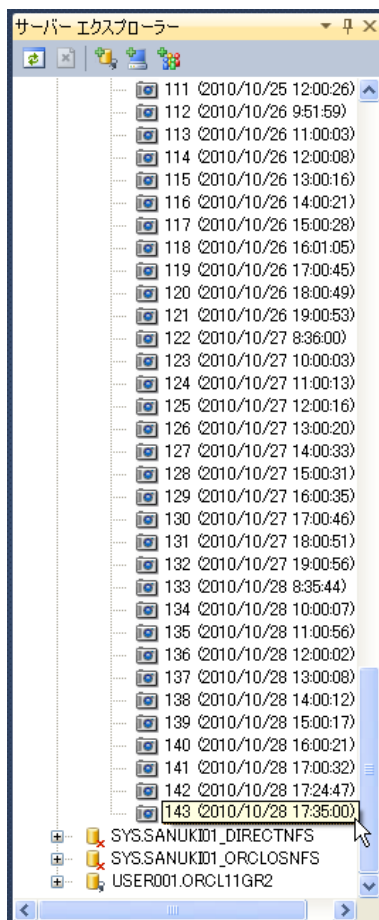 サーバー エクスプローラー
111 (2010/10/25 12:00:26)
112 (2010/10/26 9:51:59)
113 (2010/10/26 11:00:03)
114 (2010/10/26 12:00:08)
115 (2010/10/26 13:00:16)
116 (2010/10/26 14:00:21)
117 (2010/10/26 15:00:28)
118 (2010/10/26 16:01:05)
119 (2010/10/26 17:00:45)
120 (2010/10/26 18:00:49)
121 (2010/10/26 19:00:53)
122 (2010/10/27 8:36:00)
123 (2010/10/27 10:00:03)
124 (2010/10/27 11:00:13)
125 (2010/10/27 12:00:16)
126 (2010/10/27 13:00:20)
127 (2010/10/27 14:00:33)
128 (2010/10/27 15:00:31)
129 (2010/10/27 16:00:35)
130 (2010/10/27 17:00:46)
131 (2010/10/27 18:00:51)
132 (2010/10/27 19:00:56)
133 (2010/10/28 8:35:44)
134 (2010/10/28 10:00:07)
135 (2010/10/28 11:00:56)
136 (2010/10/28 12:00:02)
137 (2010/10/28 13:00:08)
138 (2010/10/28 14:00:12)
139 (2010/10/28 15:00:17)
140 (2010/10/28 16:00:21)
141 (2010/10/28 17:00:32)
142 (2010/10/28 17:24:47)
143 (2010/10/28 17:35:00)
SYS.SANUKI01_DIRECTNFS
SYS.SANUKI01_ORCLOSNFS
USER001.ORCL11GR2